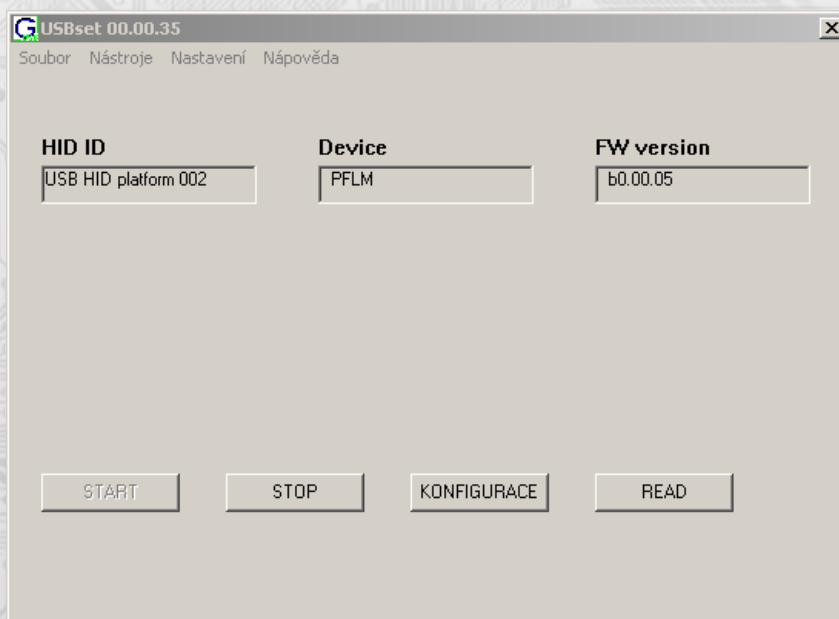 USBset 00.00.35
Soubor Nástroje Nastavení Nápověda
HID ID Device FW version
USB HID platform 002 PFLM b0.00.05
START STOP KONFIGURACE READ